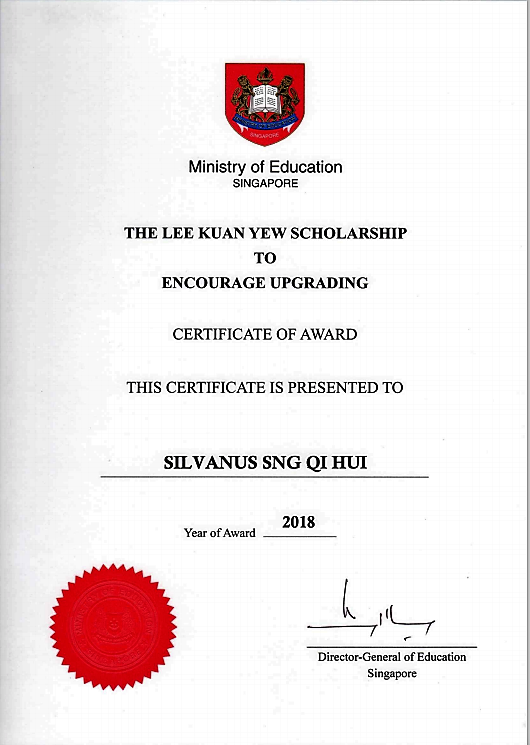 SINGAPORE
Ministry of Education
SINGAPORE
THE LEE KUAN YEW SCHOLARSHIP
TO
ENCOURAGE UPGRADING
CERTIFICATE OF AWARD
THIS CERTIFICATE IS PRESENTED TO
SILVANUS SNG QI HUI
Year of Award 2018
Director-General of Education
Singapore